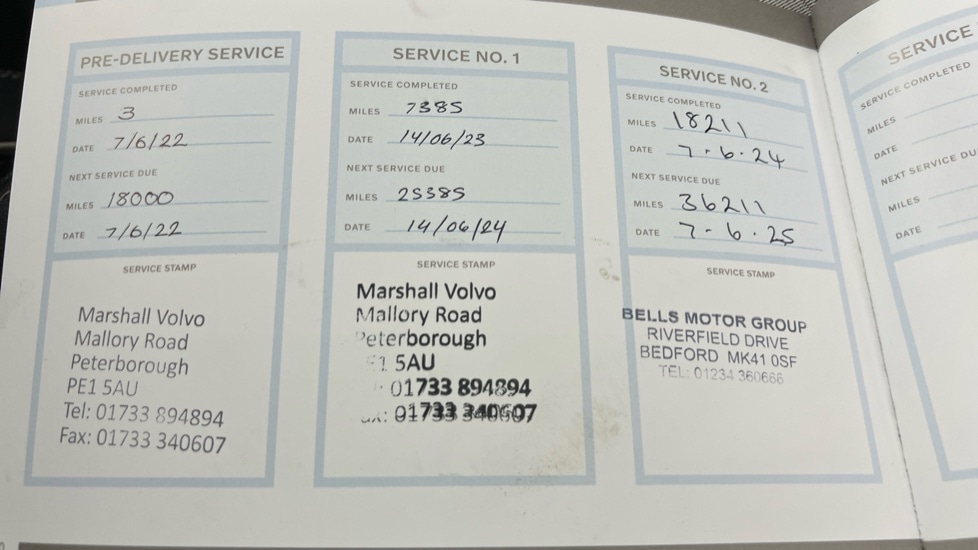 PRE-DELIVERY SERVICE
SERVICE COMPLETED
MILES 3
DATE 7/6/22
NEXT SERVICE DUE
MILES 18000
DATE 7/6/22
SERVICE STAMP
Marshall Volvo
Mallory Road
Peterborough
PE1 5AU
Tel: 01733 894894
Fax: 01733 340607
SERVICE NO. 1
SERVICE COMPLETED
MILES 7385
DATE 14/06/23
NEXT SERVICE DUE
MILES 25385
DATE 14/06/24
SERVICE STAMP
Marshall Volvo
Mallory Road
Peterborough
5AU
01733 894894
01733 340607
SERVICE NO. 2
SERVICE COMPLETED
MILES 18211
DATE 7-6-24
NEXT SERVICE DUE
MILES 36211
DATE 7-6-25
SERVICE STAMP
BELLS MOTOR GROUP
RIVERFIELD DRIVE
BEDFORD MK41 0SF
TEL: 01234 360666
SERVICE
SERVICE COMPLETED
MILES
DATE
NEXT SERVICE DU
MILES
DATE